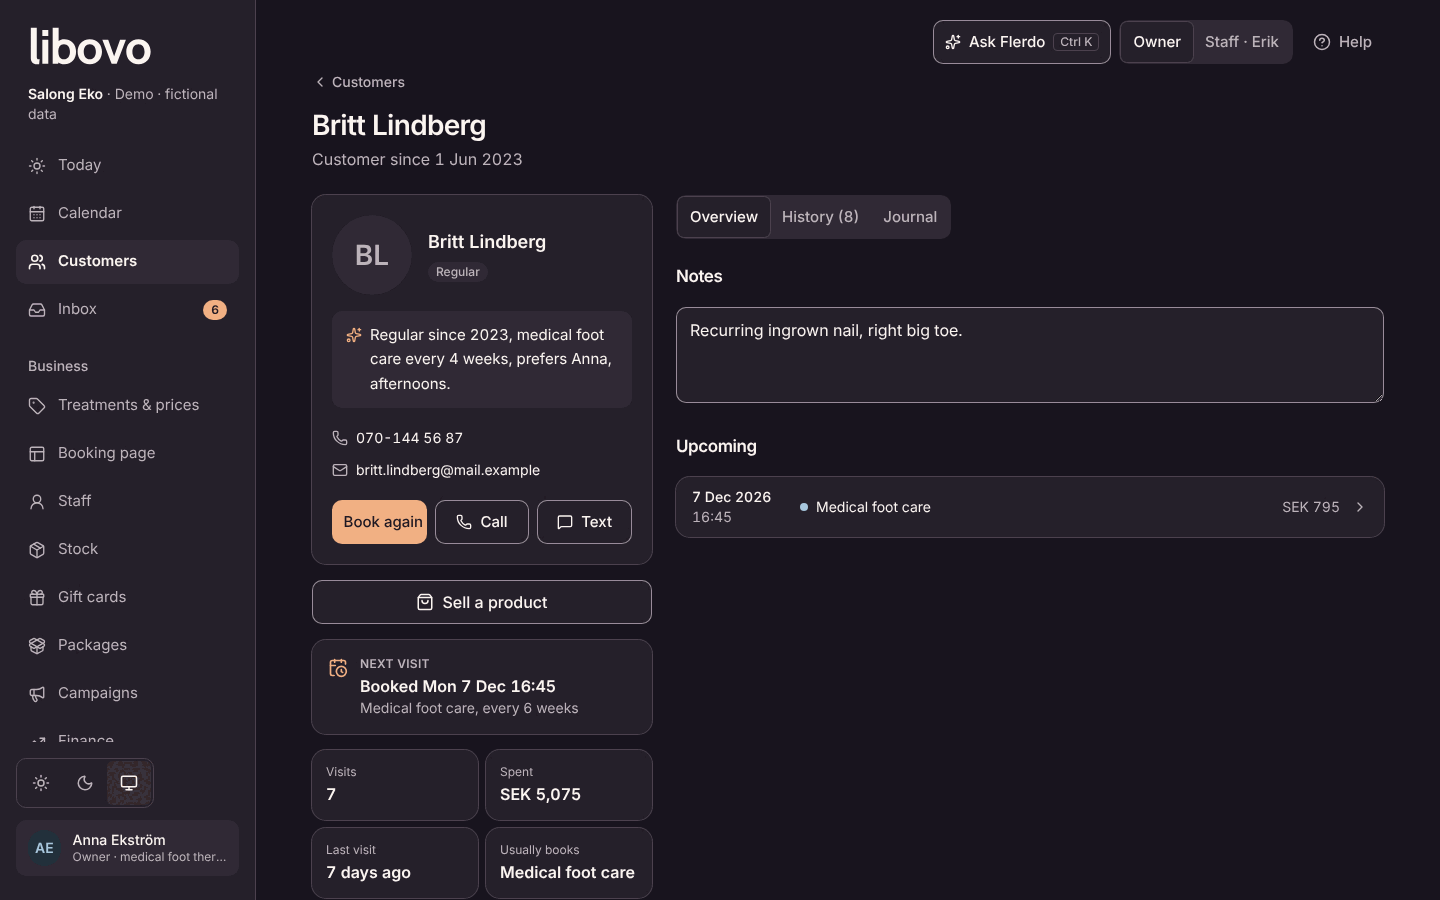 libovo
Salong Eko · Demo · fictional
data
Today
Calendar
Customers
Inbox 6
Business
Treatments & prices
Booking page
Staff
Stock
Gift cards
Packages
Campaigns
Finance
AE
Anna Ekström
Owner · medical foot ther...
Ask Flerdo Ctrl K
Owner
Staff · Erik
Help
Customers
Britt Lindberg
Customer since 1 Jun 2023
BL
Britt Lindberg
Regular
Regular since 2023, medical foot
care every 4 weeks, prefers Anna,
afternoons.
070-144 56 87
britt.lindberg@mail.example
Book again
Call
Text
Sell a product
NEXT VISIT
Booked Mon 7 Dec 16:45
Medical foot care, every 6 weeks
Visits
7
Spent
SEK 5,075
Last visit
7 days ago
Usually books
Medical foot care
Overview
History (8)
Journal
Notes
Recurring ingrown nail, right big toe.
Upcoming
7 Dec 2026
16:45
Medical foot care
SEK 795